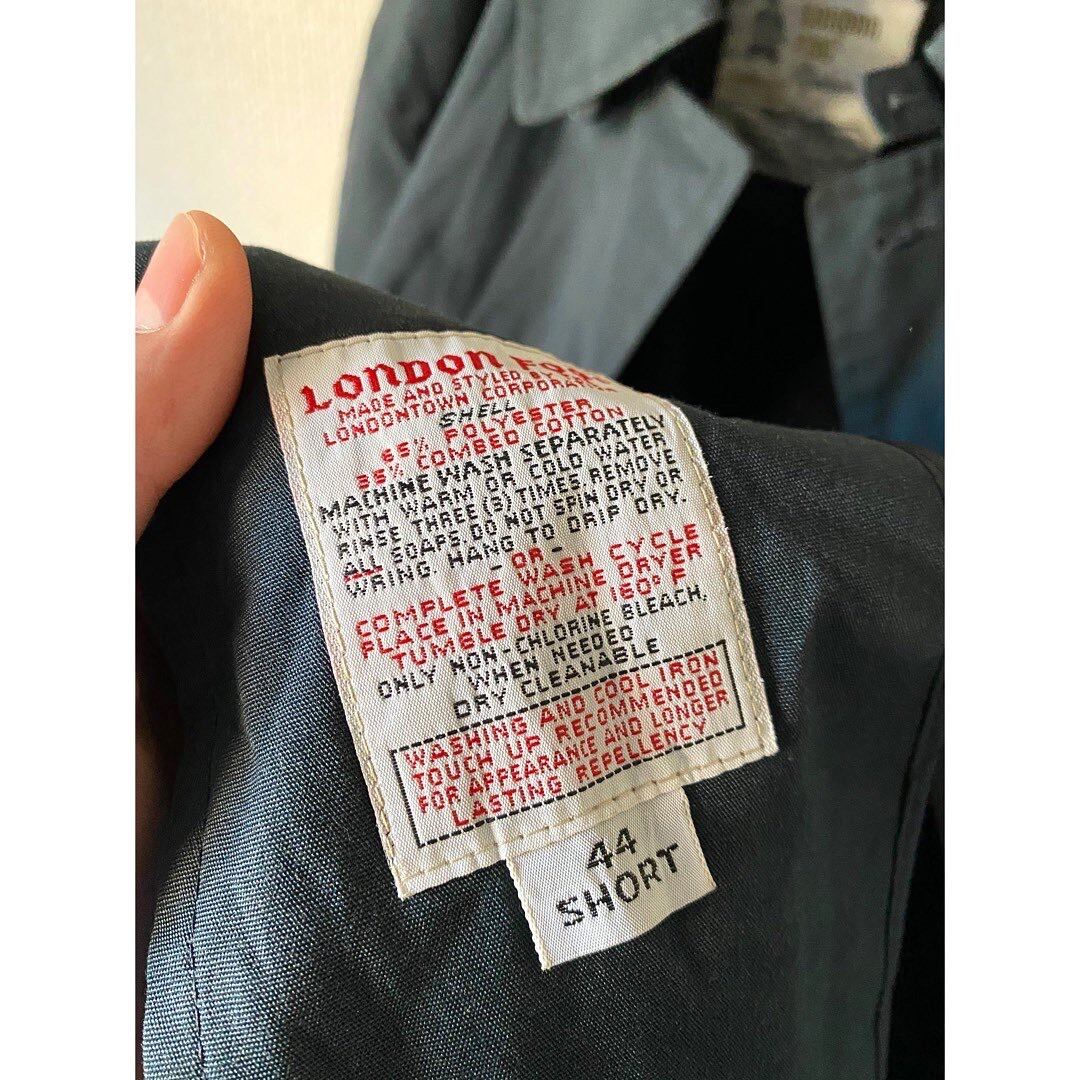 LONDON
MADE AND STYLED BY
LONDONTOWN CORPORATION
SHELL
65% POLYESTER
35% COMBED COTTON
MACHINE WASH SEPARATELY
WITH WARM OR COLD WATER
RINSE THREE (3) TIMES. REMOVE
ALL SOAPS. DO NOT SPIN DRY OR
WRING. HANG TO DRIP DRY.
-OR-
COMPLETE WASH CYCLE
PLACE IN MACHINE DRYER
TUMBLE DRY AT 160° F
ONLY NON-CHLORINE BLEACH,
WHEN NEEDED
DRY CLEANABLE
WASHING AND COOL IRON
TOUCH UP RECOMMENDED
FOR APPEARANCE AND LONGER
LASTING REPELLENCY
44
SHORT